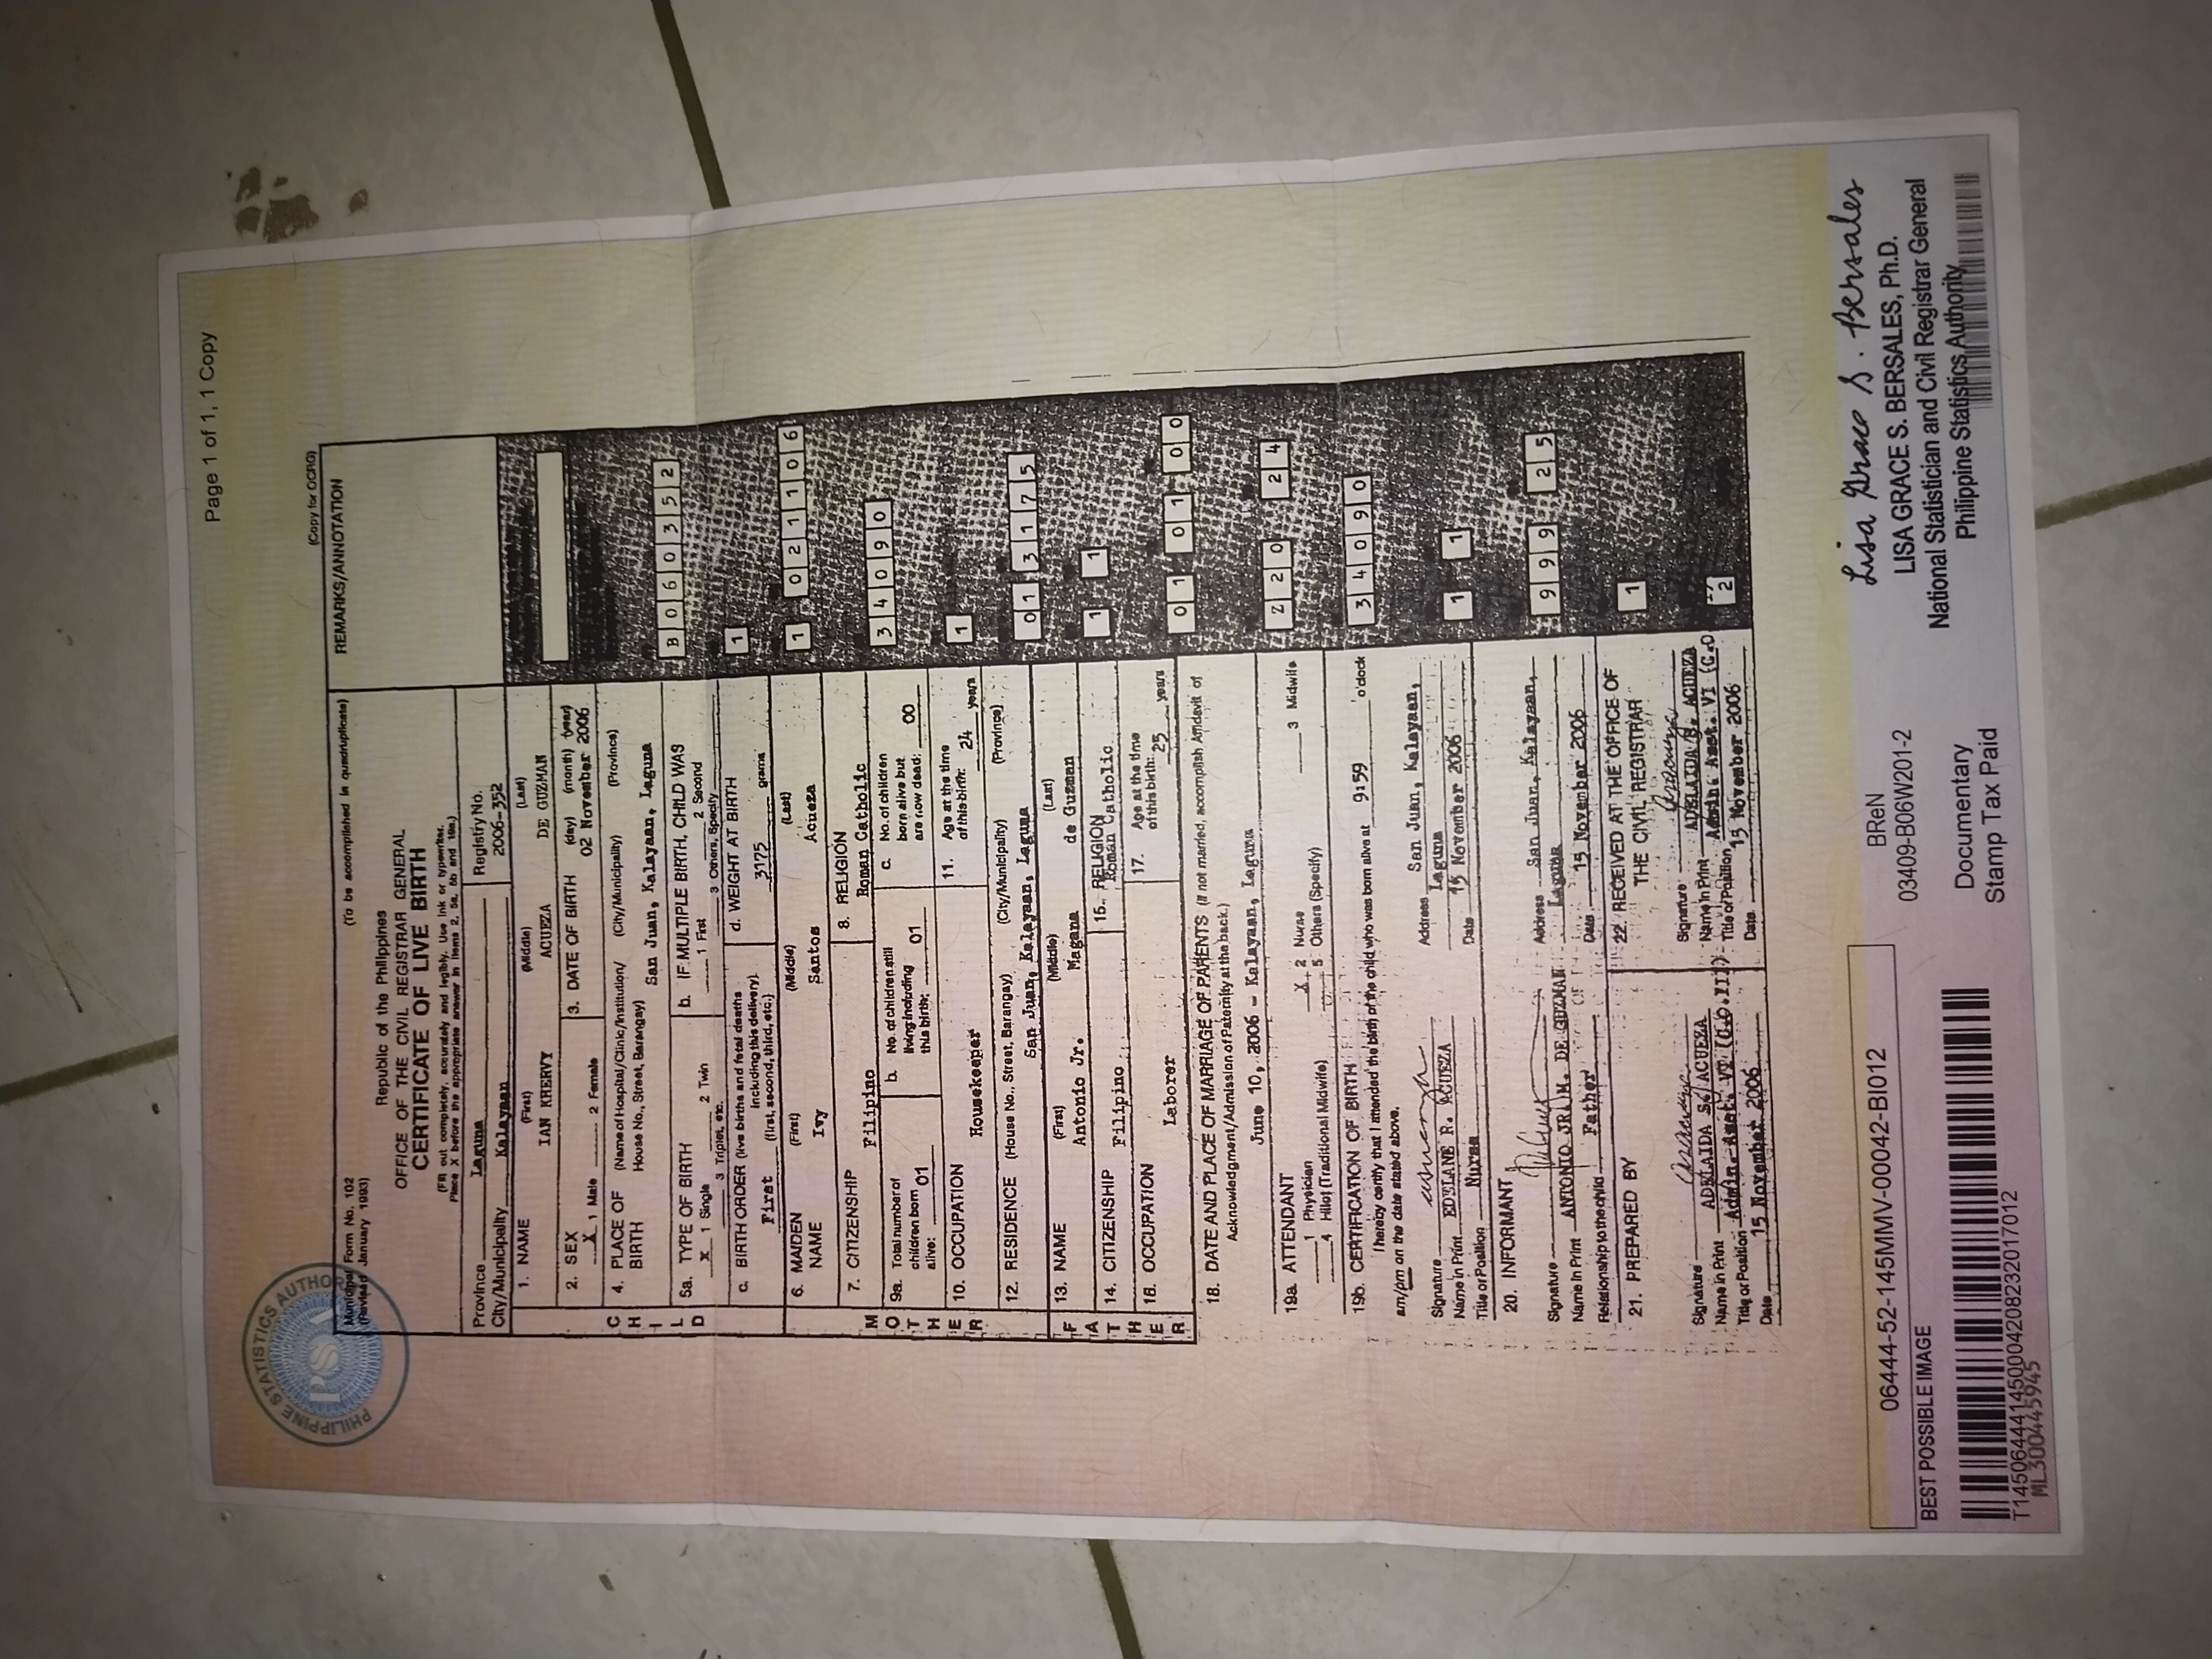 Page 1 of 1, 1 Copy
(Copy for OCRG)
PHILIPPINE STATISTICS AUTHOR
PSA
Municipal Form No. 102
(Revised January 1993)
(To be accomplished in quadruplicate)
REMARKS/ANNOTATION
Republic of the Philippines
OFFICE OF THE CIVIL REGISTRAR GENERAL
CERTIFICATE OF LIVE BIRTH
(Fill out completely, accurately and legibly. Use ink or typewriter.
Place X before the appropriate answer in items 2, 5a, 5b and 19a.)
Province Laguna
City/Municipality Kalayaan
Registry No.
2006-352
1. NAME (First) (Middle) (Last)
IAN KHERVY ACUEZA DE GUZMAN
2. SEX
X 1 Male 2 Female
3. DATE OF BIRTH (day) (month) (year)
02 November 2006
4. PLACE OF BIRTH (Name of Hospital/Clinic/Institution/ House No., Street, Barangay) (City/Municipality) (Province)
San Juan, Kalayaan, Laguna
5a. TYPE OF BIRTH
X 1 Single 2 Twin
3 Triplet, etc.
b. IF MULTIPLE BIRTH, CHILD WAS
1 First 2 Second
3 Others, Specify
c. BIRTH ORDER (live births and fetal deaths including this delivery)
First (first, second, third, etc.)
d. WEIGHT AT BIRTH
3175 grams
6. MAIDEN NAME (First) (Middle) (Last)
Ivy Santos Acueza
7. CITIZENSHIP
Filipino
8. RELIGION
Roman Catholic
9a. Total number of children born alive: 01
b. No. of children still living including this birth: 01
c. No. of children born alive but are now dead: 00
10. OCCUPATION
Housekeeper
11. Age at the time of this birth: 24 years
12. RESIDENCE (House No., Street, Barangay) (City/Municipality) (Province)
San Juan, Kalayaan, Laguna
13. NAME (First) (Middle) (Last)
Antonio Jr. Magana de Guzman
14. CITIZENSHIP
Filipino
15. RELIGION
Roman Catholic
16. OCCUPATION
Laborer
17. Age at the time of this birth: 25 years
18. DATE AND PLACE OF MARRIAGE OF PARENTS (If not married, accomplish Affidavit of
Acknowledgment/Admission of Paternity at the back.)
June 10, 2006 - Kalayaan, Laguna
19a. ATTENDANT
1 Physician X 2 Nurse 3 Midwife
4 Hilot (Traditional Midwife) 5 Others (Specify)
19b. CERTIFICATION OF BIRTH
I hereby certify that I attended the birth of the child who was born alive at 9:59 o'clock
am/pm on the date stated above.
Signature
Name in Print EDELANE R. ACUEZA
Title or Position Nurse
Address San Juan, Kalayaan,
Laguna
Date 15 November 2006
20. INFORMANT
Signature
Name in Print ANTONIO JR. M. DE GUZMAN
Relationship to the child Father
Address San Juan, Kalayaan,
Laguna
Date 15 November 2006
21. PREPARED BY
Signature
Name in Print ADELAIDA S. ACUEZA
Title or Position Admin. Asst. VI (C.O.III)
Date 15 November 2006
22. RECEIVED AT THE OFFICE OF
THE CIVIL REGISTRAR
Signature
Name in Print ADELAIDA S. ACUEZA
Title or Position Admin. Asst. VI (C.O
Date 15 November 2006
CHILD
MOTHER
FATHER
B 0 6 0 3 5 2
1
1 0 2 1 1 0 6
3 4 0 9 0
1
0 1 3 1 7 5
1 1
0 1 0 1 0 0
2 2 0 2 4
3 4 0 9 0
1 1
9 9 9 2 5
1
2
06444-52-145MMV-00042-BI012
BEST POSSIBLE IMAGE
T145064441450004208232017012
ML300445945
BReN
03409-B06W201-2
Documentary
Stamp Tax Paid
Lisa Grace S. Bersales
LISA GRACE S. BERSALES, Ph.D.
National Statistician and Civil Registrar General
Philippine Statistics Authority